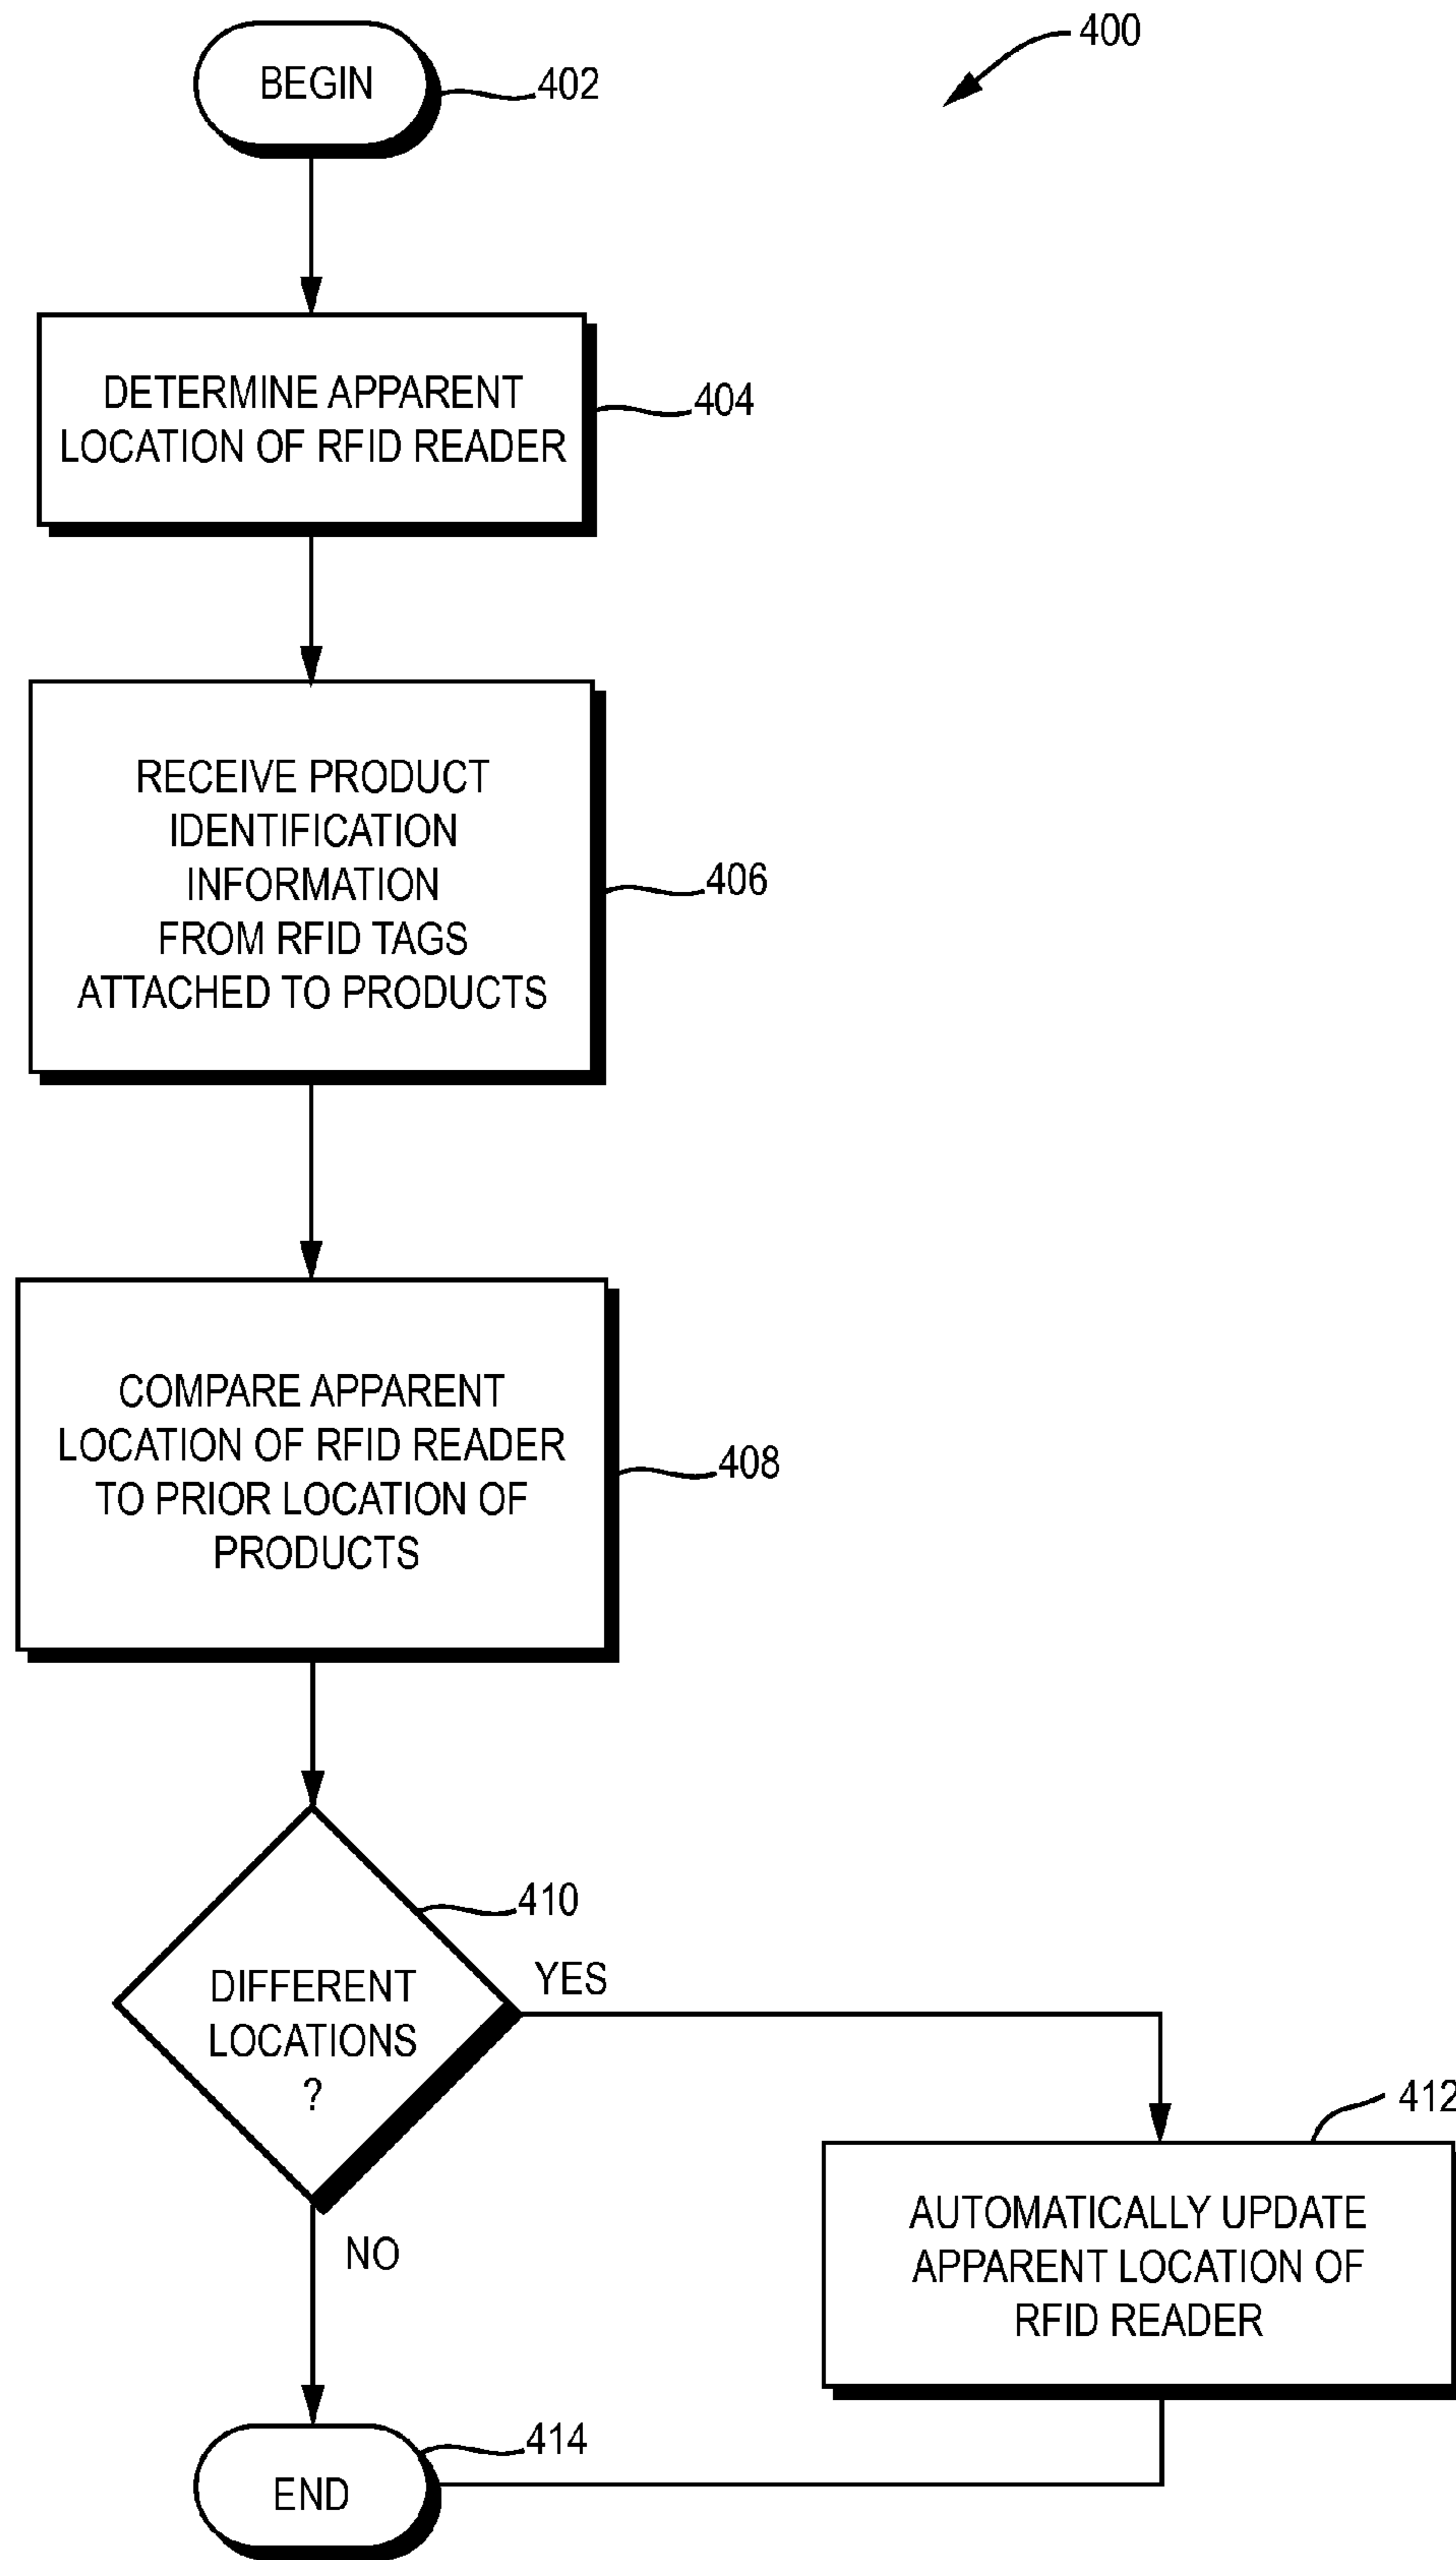 400
BEGIN
402
DETERMINE APPARENT
LOCATION OF RFID READER
404
RECEIVE PRODUCT
IDENTIFICATION
INFORMATION
FROM RFID TAGS
ATTACHED TO PRODUCTS
406
COMPARE APPARENT
LOCATION OF RFID READER
TO PRIOR LOCATION OF
PRODUCTS
408
410
DIFFERENT
LOCATIONS
?
YES
NO
412
AUTOMATICALLY UPDATE
APPARENT LOCATION OF
RFID READER
414
END